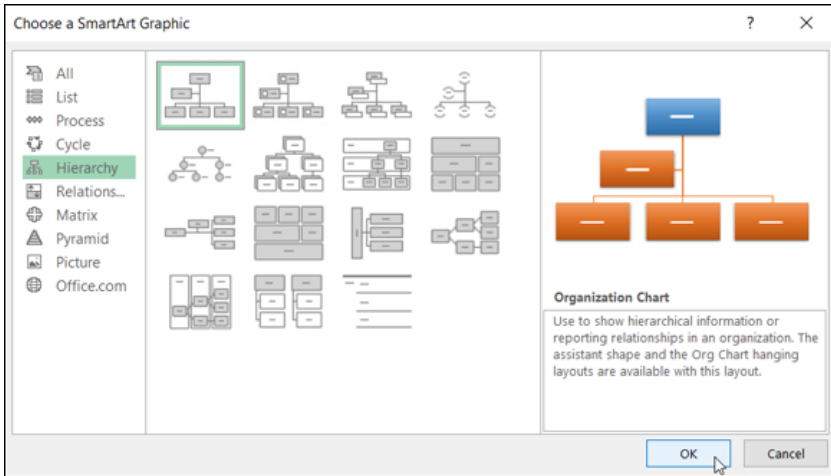 Choose a SmartArt Graphic
?
All
List
Process
Cycle
Hierarchy
Relations...
Matrix
Pyramid
Picture
Office.com
Organization Chart
Use to show hierarchical information or
reporting relationships in an organization. The
assistant shape and the Org Chart hanging
layouts are available with this layout.
OK
Cancel